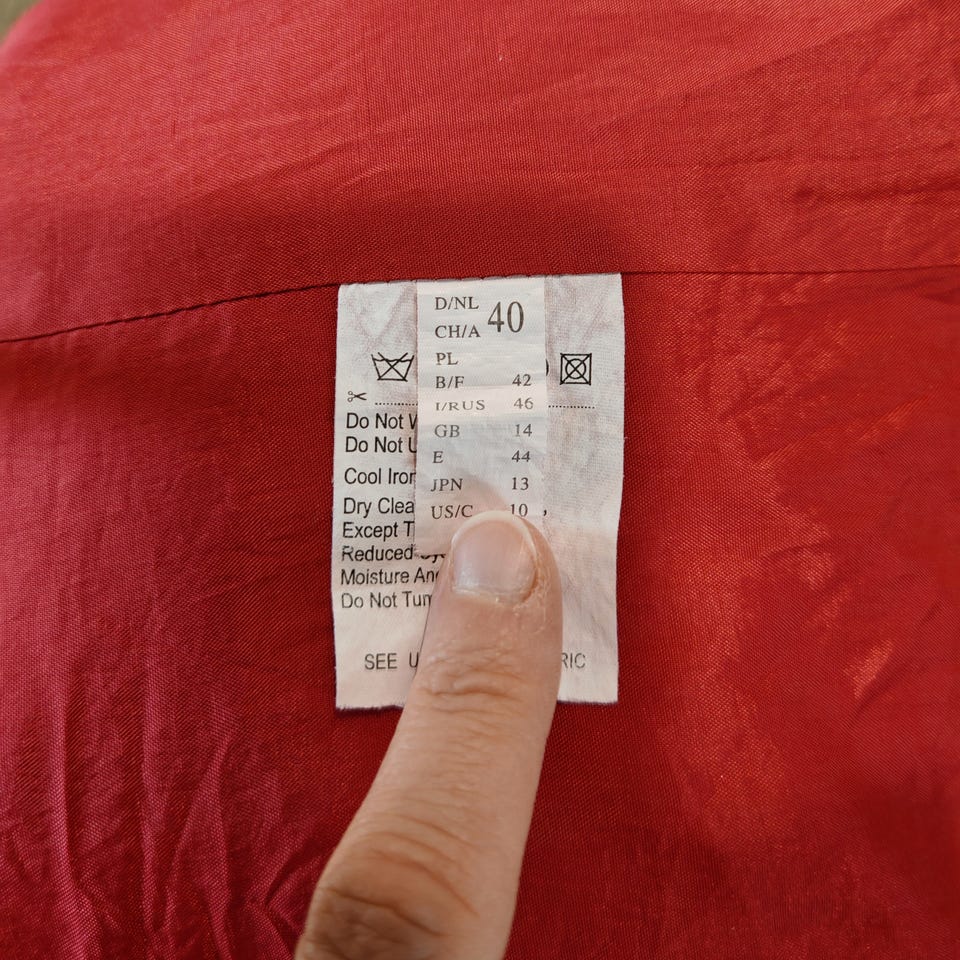 D/NL 40
CH/A
PL
B/F 42
I/RUS 46
GB 14
E 44
JPN 13
US/C 10
Do Not
Do Not
Cool Iron
Dry Clea
Except T
Reduced
Moisture An
Do Not Tum
SEE